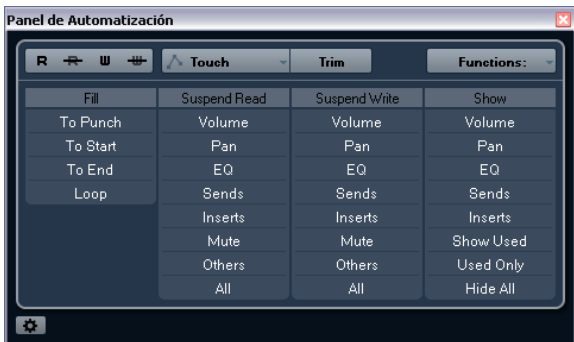 Panel de Automatización
R R W W Touch Trim Functions:
Fill Suspend Read Suspend Write Show
To Punch Volume Volume Volume
To Start Pan Pan Pan
To End EQ EQ EQ
Loop Sends Sends Sends
Inserts Inserts Inserts
Mute Mute Show Used
Others Others Used Only
All All Hide All